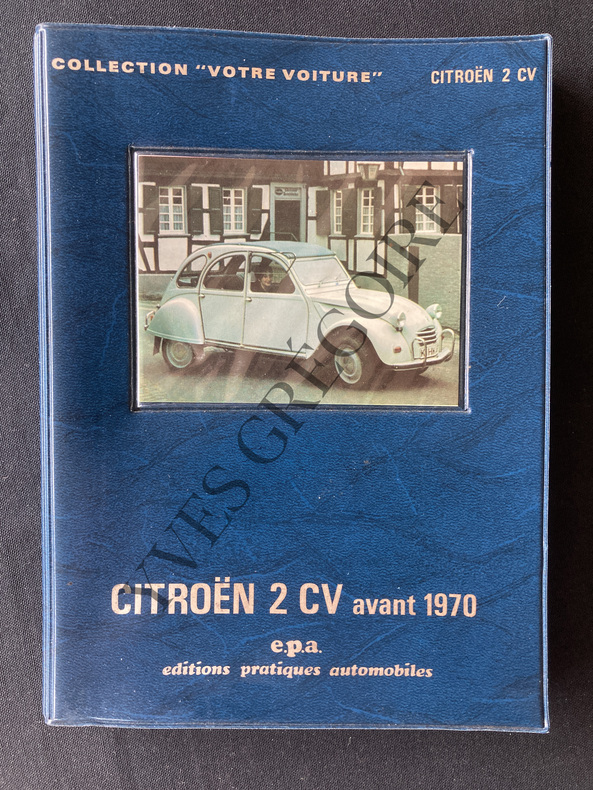 COLLECTION "VOTRE VOITURE" CITROËN 2 CV
YVES GRÉGOIRE
CITROËN 2 CV avant 1970
e.p.a.
editions pratiques automobiles